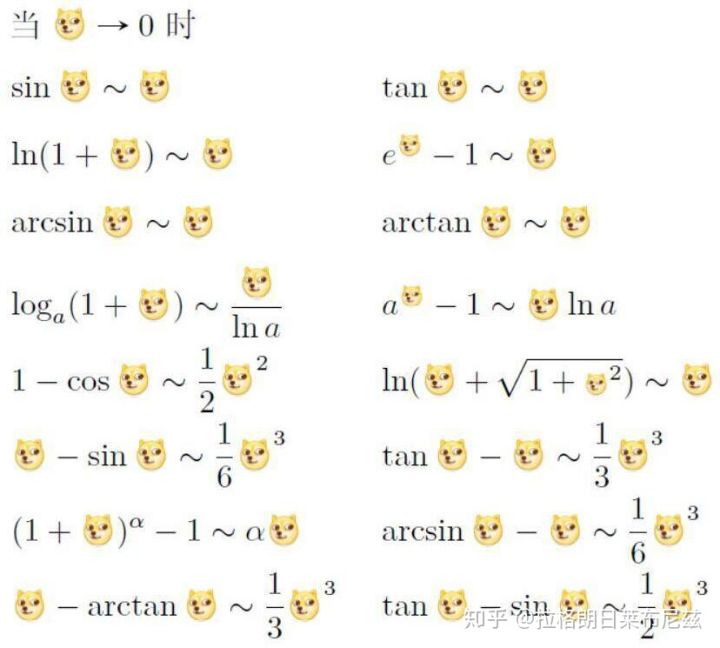 当 🐶 → 0 时
sin 🐶 ~ 🐶 tan 🐶 ~ 🐶
ln(1 + 🐶) ~ 🐶 e^🐶 − 1 ~ 🐶
arcsin 🐶 ~ 🐶 arctan 🐶 ~ 🐶
log_a(1 + 🐶) ~ 🐶/ln a a^🐶 − 1 ~ 🐶 ln a
1 − cos 🐶 ~ 1/2 🐶² ln(🐶 + √(1 + 🐶²)) ~ 🐶
🐶 − sin 🐶 ~ 1/6 🐶³ tan 🐶 − 🐶 ~ 1/3 🐶³
(1 + 🐶)^α − 1 ~ α🐶 arcsin 🐶 − 🐶 ~ 1/6 🐶³
🐶 − arctan 🐶 ~ 1/3 🐶³ tan 🐶 − sin 🐶 ~ 1/2 🐶³
知乎 @拉格朗日莱布尼兹